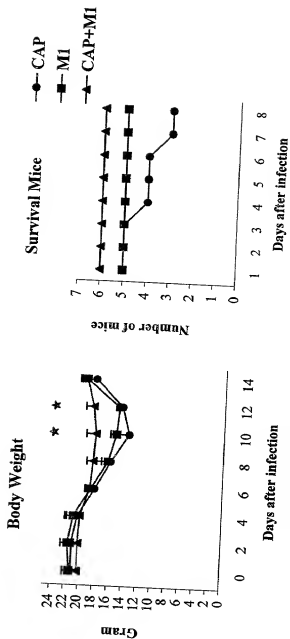 Body Weight
Gram
24
22
20
18
16
14
12
10
8
6
4
2
0
0 2 4 6 8 10 12 14
Days after infection
Survival Mice
Number of mice
7
6
5
4
3
2
1
0
1 2 3 4 5 6 7 8
Days after infection
CAP
M1
CAP+M1